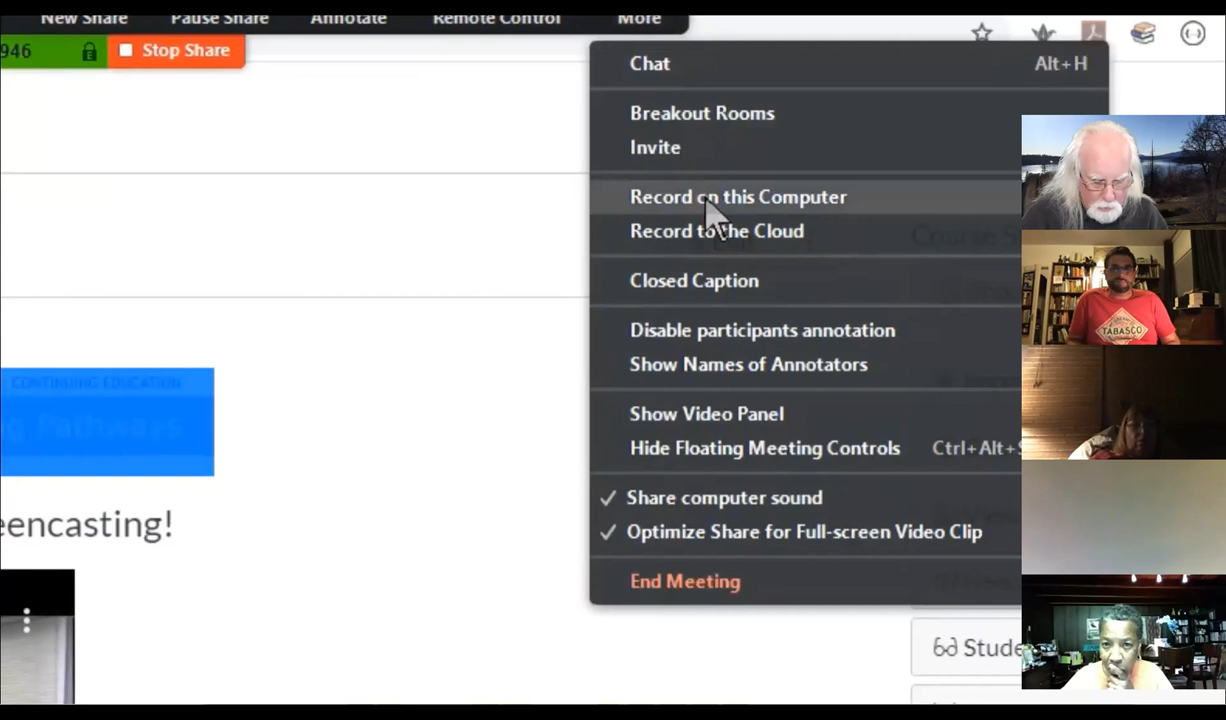 New Share Pause Share Annotate Remote Control More
946 Stop Share
Chat Alt+H
Breakout Rooms
Invite
Record on this Computer
Record to the Cloud
Closed Caption
Disable participants annotation
Show Names of Annotators
Show Video Panel
Hide Floating Meeting Controls Ctrl+Alt+
Share computer sound
Optimize Share for Full-screen Video Clip
End Meeting
CONTINUING EDUCATION
g Pathways
eencasting!
Stude
TABASCO